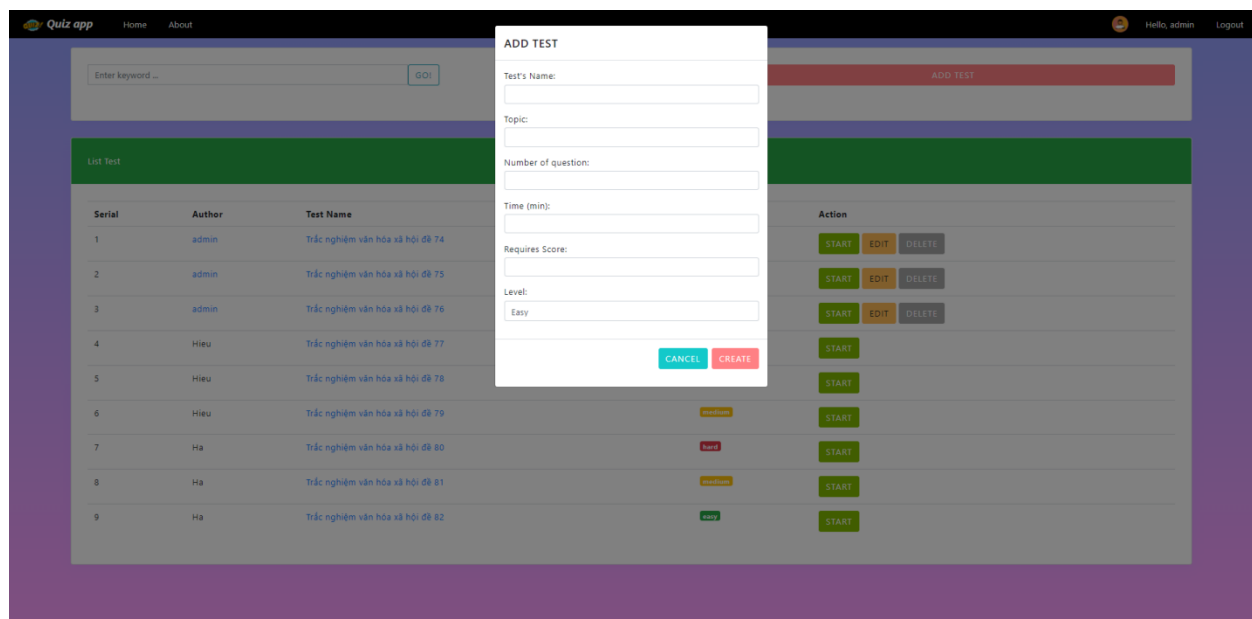 Quiz app Home About Hello, admin Logout
ADD TEST
Enter keyword ... GO! ADD TEST
Test's Name:
Topic:
Number of question:
Time (min):
Requires Score:
Level:
Easy
CANCEL CREATE
List Test
Serial Author Test Name Action
1 admin Trắc nghiệm văn hóa xã hội đề 74 START EDIT DELETE
2 admin Trắc nghiệm văn hóa xã hội đề 75 START EDIT DELETE
3 admin Trắc nghiệm văn hóa xã hội đề 76 START EDIT DELETE
4 Hieu Trắc nghiệm văn hóa xã hội đề 77 START
5 Hieu Trắc nghiệm văn hóa xã hội đề 78 START
6 Hieu Trắc nghiệm văn hóa xã hội đề 79 medium START
7 Ha Trắc nghiệm văn hóa xã hội đề 80 hard START
8 Ha Trắc nghiệm văn hóa xã hội đề 81 medium START
9 Ha Trắc nghiệm văn hóa xã hội đề 82 easy START